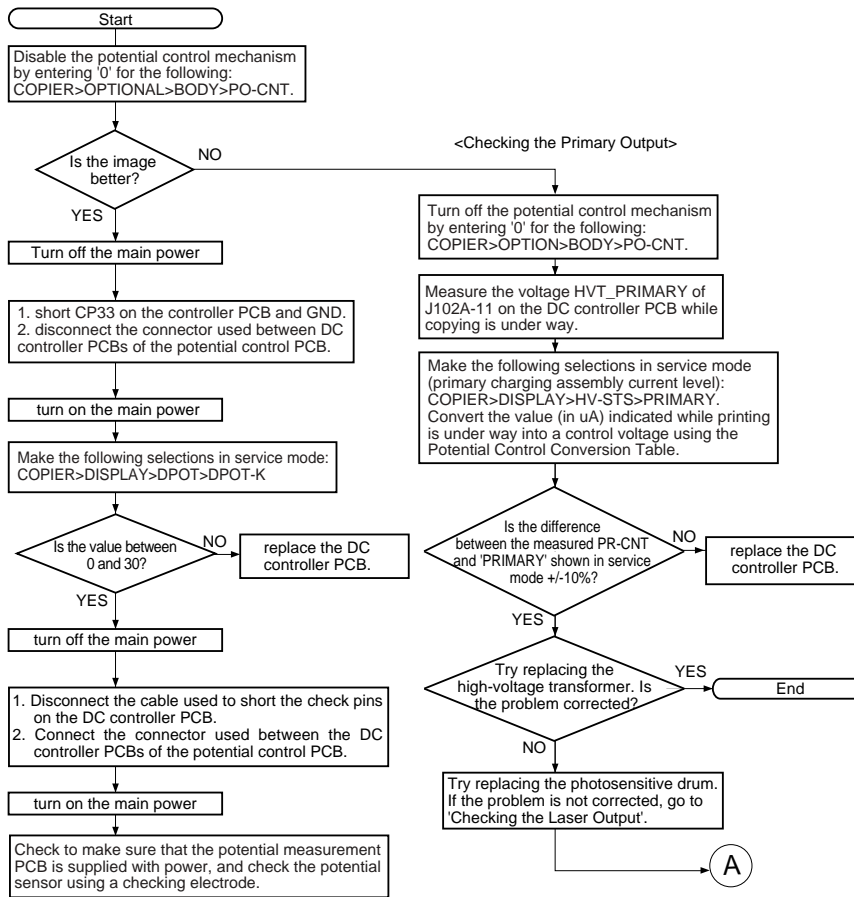 Start
Disable the potential control mechanism
by entering '0' for the following:
COPIER>OPTIONAL>BODY>PO-CNT.
Is the image
better?
NO
YES
Turn off the main power
1. short CP33 on the controller PCB and GND.
2. disconnect the connector used between DC
controller PCBs of the potential control PCB.
turn on the main power
Make the following selections in service mode:
COPIER>DISPLAY>DPOT>DPOT-K
Is the value between
0 and 30?
NO
replace the DC
controller PCB.
YES
turn off the main power
1. Disconnect the cable used to short the check pins
on the DC controller PCB.
2. Connect the connector used between the DC
controller PCBs of the potential control PCB.
turn on the main power
Check to make sure that the potential measurement
PCB is supplied with power, and check the potential
sensor using a checking electrode.
<Checking the Primary Output>
Turn off the potential control mechanism
by entering '0' for the following:
COPIER>OPTION>BODY>PO-CNT.
Measure the voltage HVT_PRIMARY of
J102A-11 on the DC controller PCB while
copying is under way.
Make the following selections in service mode
(primary charging assembly current level):
COPIER>DISPLAY>HV-STS>PRIMARY.
Convert the value (in uA) indicated while printing
is under way into a control voltage using the
Potential Control Conversion Table.
Is the difference
between the measured PR-CNT
and 'PRIMARY' shown in service
mode +/-10%?
NO
replace the DC
controller PCB.
YES
Try replacing the
high-voltage transformer. Is
the problem corrected?
YES
End
NO
Try replacing the photosensitive drum.
If the problem is not corrected, go to
'Checking the Laser Output'.
A